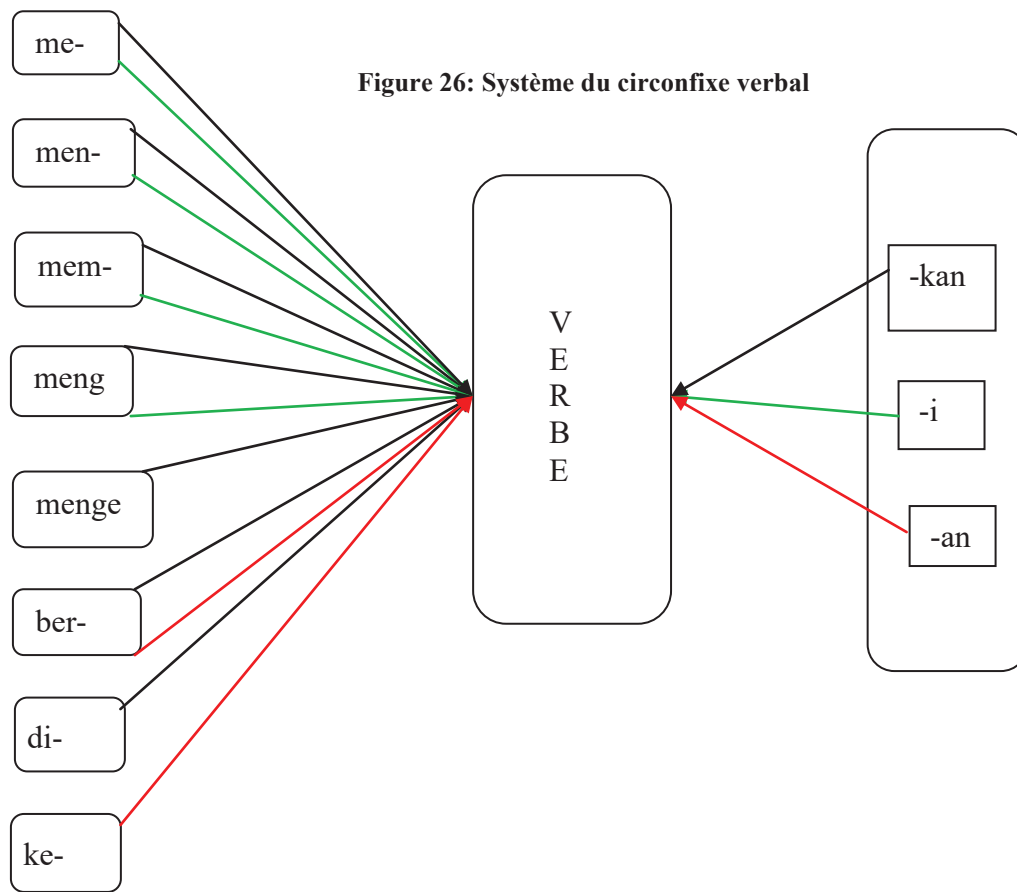 me-
Figure 26: Système du circonfixe verbal
men-
mem-
meng
menge
ber-
di-
ke-
V
E
R
B
E
-kan
-i
-an